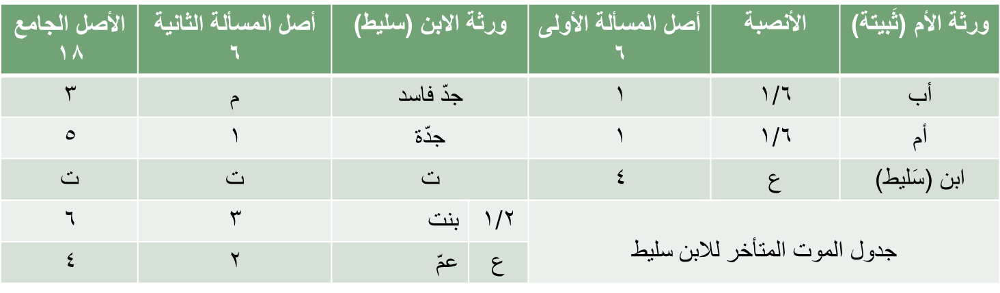 ورثة الأم (ثَبيتة) الأنصبة أصل المسألة الأولى ورثة الابن (سليط) أصل المسألة الثانية الأصل الجامع
٦ ٦ ١٨
أب ١/٦ ١ جدّ فاسد م ٣
أم ١/٦ ١ جدّة ١ ٥
ابن (سَليط) ع ٤ ت ت ت
١/٢ بنت ٣ ٦
جدول الموت المتأخر للابن سليط
ع عمّ ٢ ٤